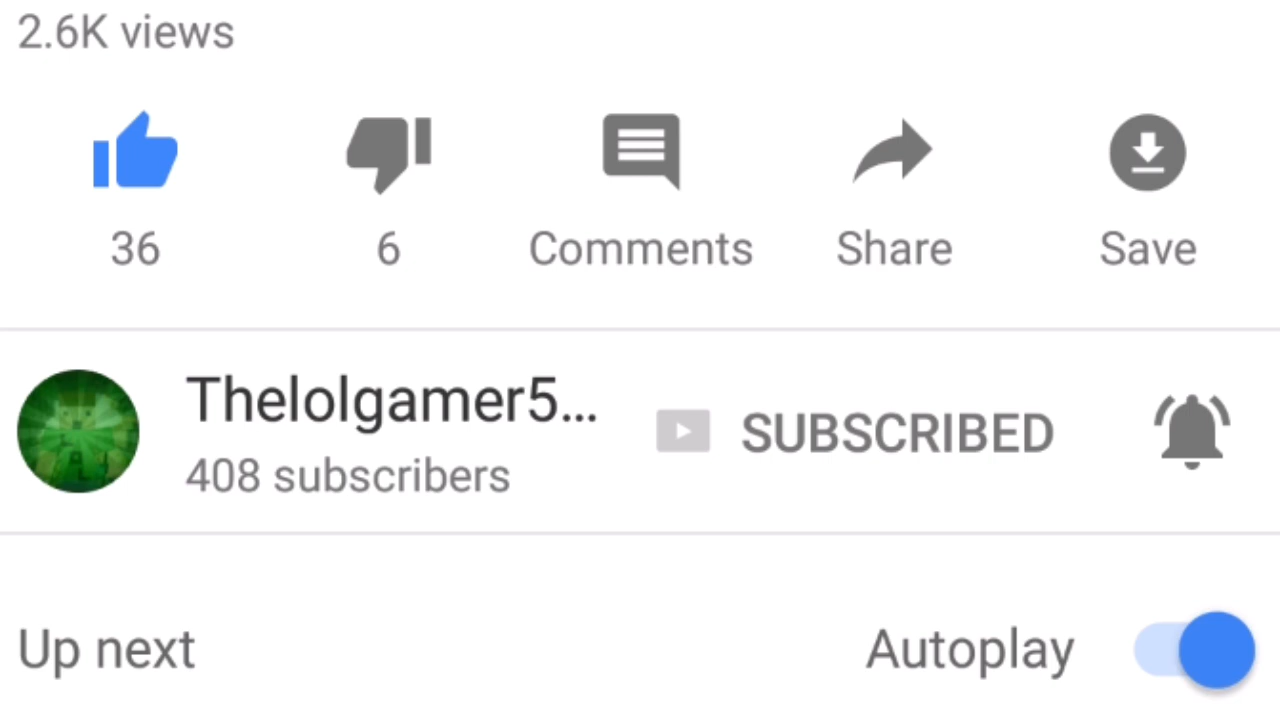 2.6K views
36 6 Comments Share Save
Thelolgamer5...
SUBSCRIBED
408 subscribers
Up next Autoplay